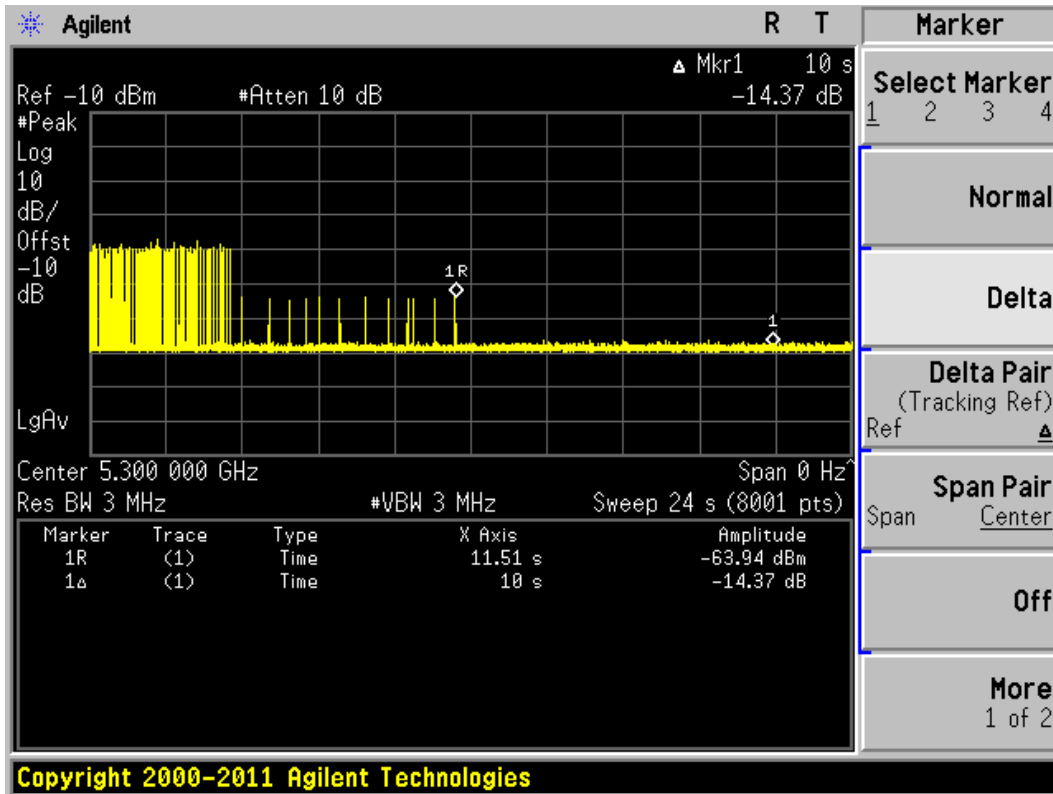 Agilent R T
Δ Mkr1 10 s
Ref -10 dBm #Atten 10 dB -14.37 dB
#Peak
Log
10
dB/
Offst
-10
dB
1R
1
LgAv
Center 5.300 000 GHz Span 0 Hz^
Res BW 3 MHz #VBW 3 MHz Sweep 24 s (8001 pts)
Marker Trace Type X Axis Amplitude
1R (1) Time 11.51 s -63.94 dBm
1Δ (1) Time 10 s -14.37 dB
Marker
Select Marker
1 2 3 4
Normal
Delta
Delta Pair
(Tracking Ref)
Ref Δ
Span Pair
Span Center
Off
More
1 of 2
Copyright 2000-2011 Agilent Technologies